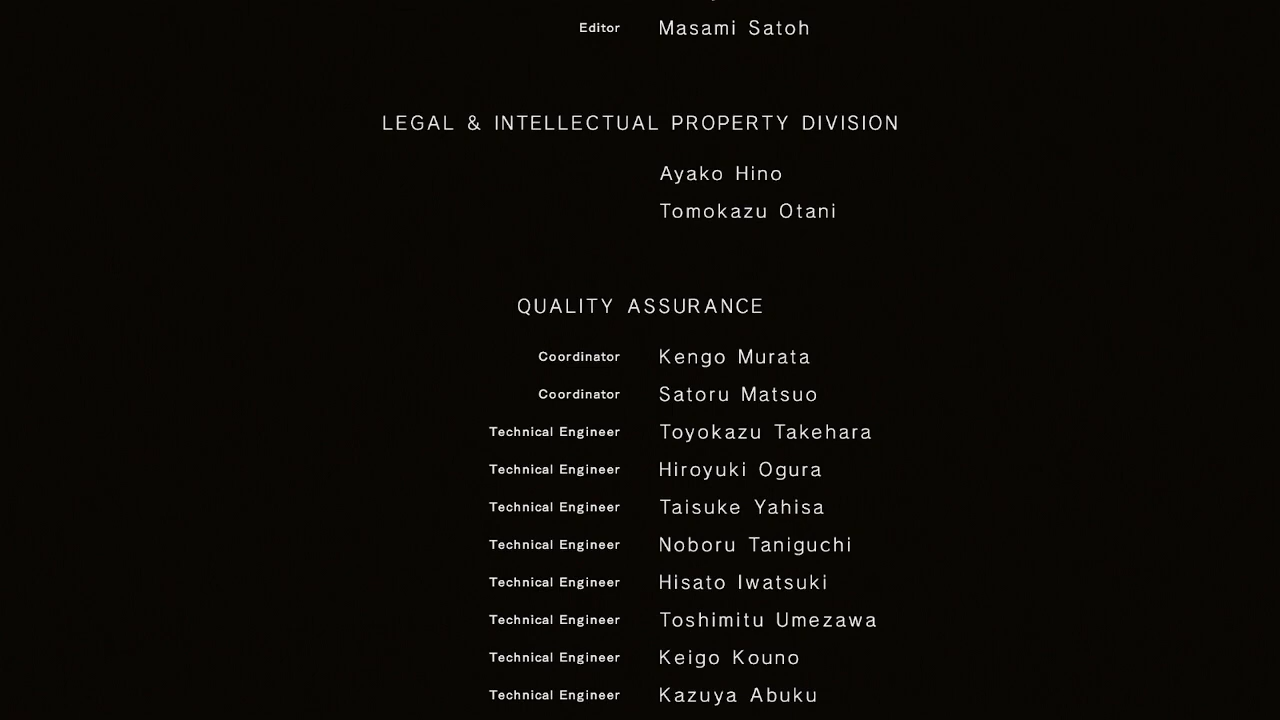 Editor Masami Satoh
LEGAL & INTELLECTUAL PROPERTY DIVISION
Ayako Hino
Tomokazu Otani
QUALITY ASSURANCE
Coordinator Kengo Murata
Coordinator Satoru Matsuo
Technical Engineer Toyokazu Takehara
Technical Engineer Hiroyuki Ogura
Technical Engineer Taisuke Yahisa
Technical Engineer Noboru Taniguchi
Technical Engineer Hisato Iwatsuki
Technical Engineer Toshimitu Umezawa
Technical Engineer Keigo Kouno
Technical Engineer Kazuya Abuku